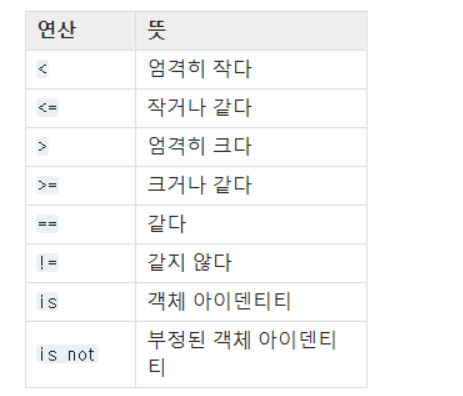 연산 뜻
< 엄격히 작다
<= 작거나 같다
> 엄격히 크다
>= 크거나 같다
== 같다
!= 같지 않다
is 객체 아이덴티티
is not 부정된 객체 아이덴티
티